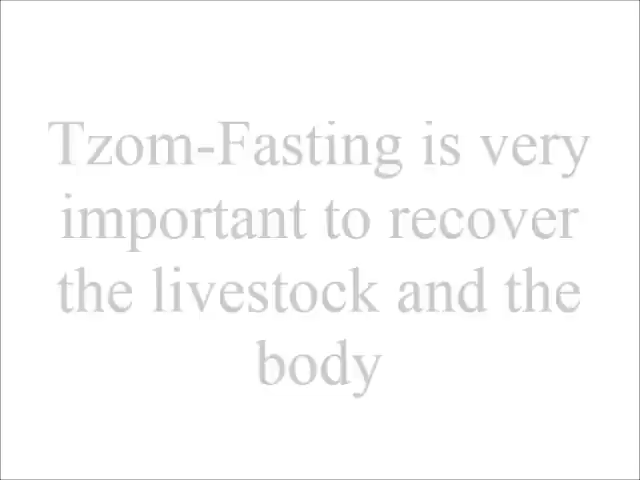 Tzom-Fasting is very
important to recover
the livestock and the
body